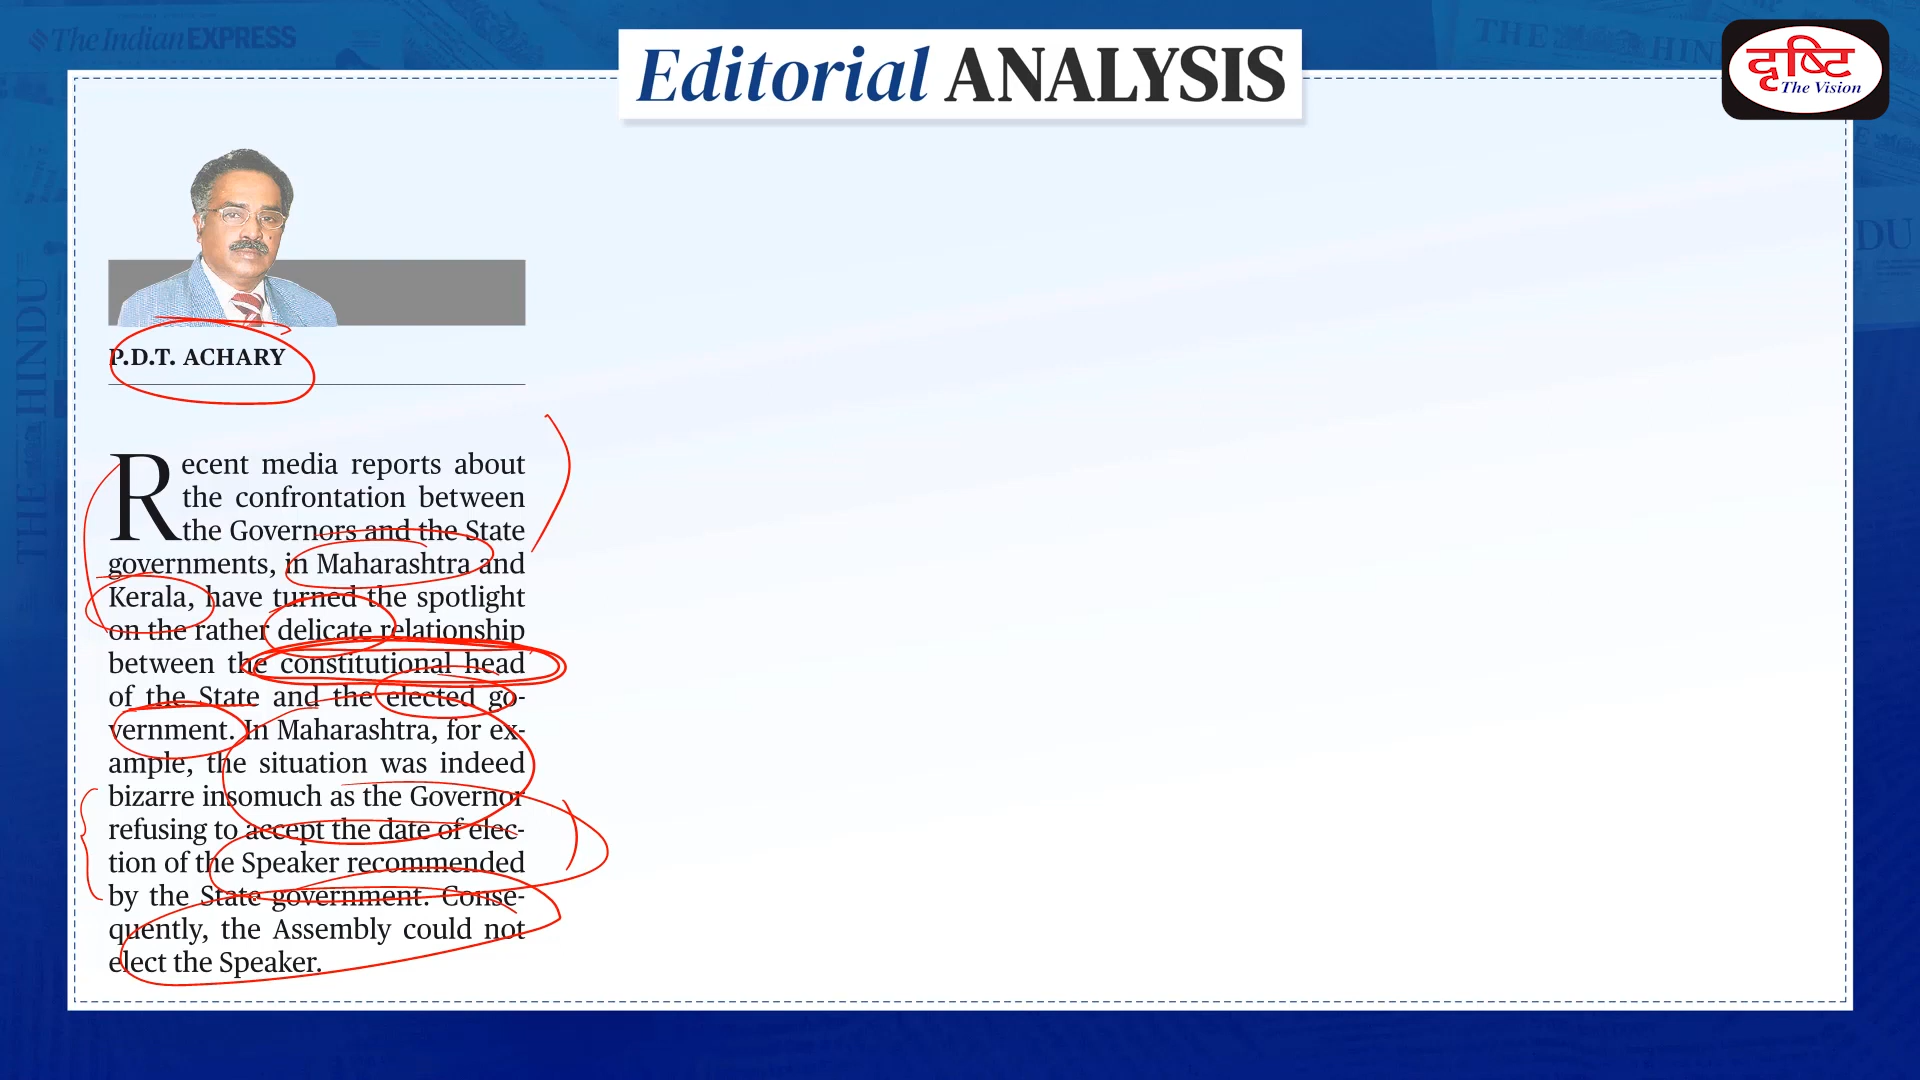 The Indian EXPRESS
THE HINDU
Editorial ANALYSIS
दृष्टि
The Vision
P.D.T. ACHARY
Recent media reports about
the confrontation between
the Governors and the State
governments, in Maharashtra and
Kerala, have turned the spotlight
on the rather delicate relationship
between the constitutional head
of the State and the elected go-
vernment. In Maharashtra, for ex-
ample, the situation was indeed
bizarre insomuch as the Governor
refusing to accept the date of elec-
tion of the Speaker recommended
by the State government. Conse-
quently, the Assembly could not
elect the Speaker.